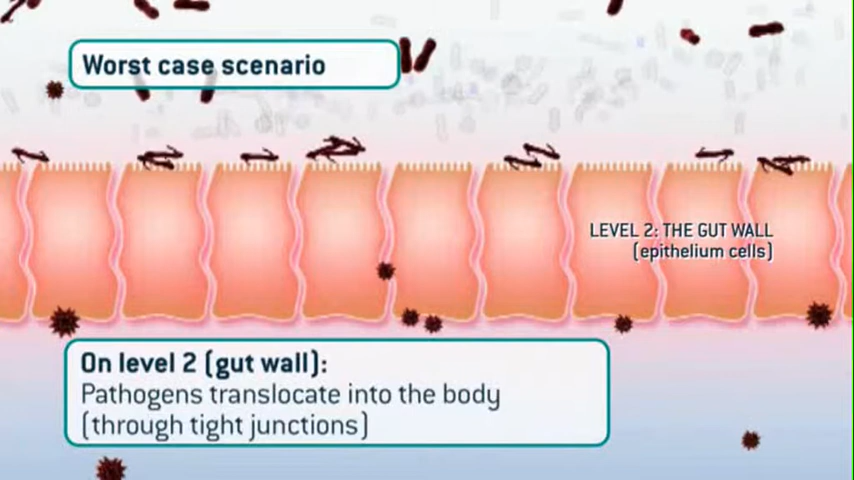 Worst case scenario
LEVEL 2: THE GUT WALL
(epithelium cells)
On level 2 (gut wall):
Pathogens translocate into the body
(through tight junctions)